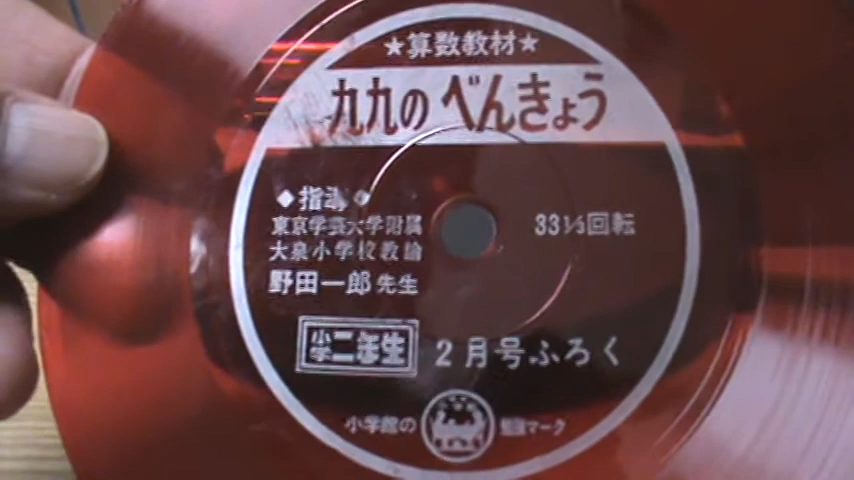 ★算数教材★
九九のべんきょう
◆指導◆
東京学芸大学附属
大泉小学校教諭
野田一郎先生
33⅓回転
小学二年生 2月号ふろく
小学館の マーク